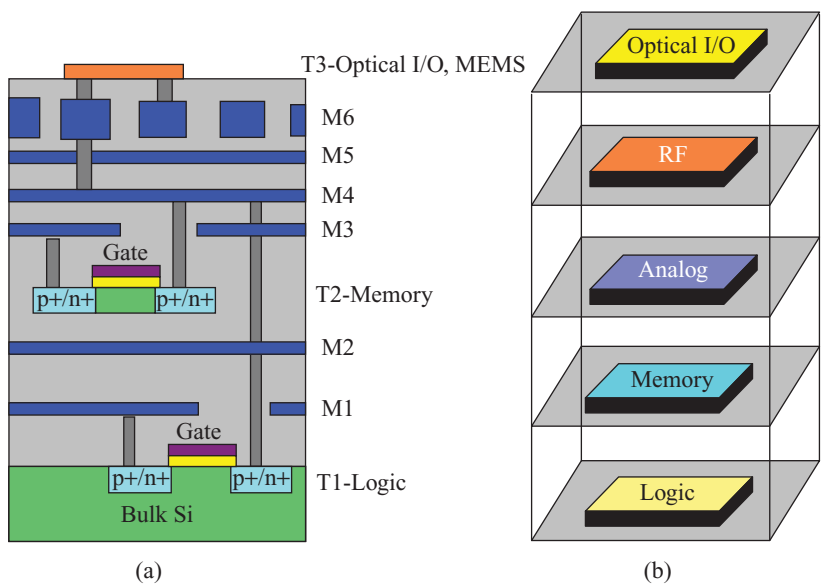 T3-Optical I/O, MEMS
M6
M5
M4
M3
Gate
p+/n+ p+/n+
T2-Memory
M2
M1
Gate
p+/n+ p+/n+
T1-Logic
Bulk Si
(a)
Optical I/O
RF
Analog
Memory
Logic
(b)